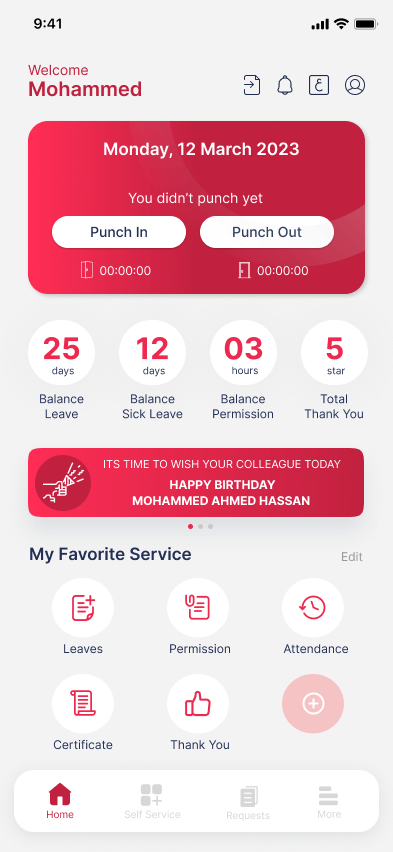 9:41
Welcome
Mohammed
ع
Monday, 12 March 2023
You didn’t punch yet
Punch In
Punch Out
00:00:00
00:00:00
25
days
12
days
03
hours
5
star
Balance
Leave
Balance
Sick Leave
Balance
Permission
Total
Thank You
ITS TIME TO WISH YOUR COLLEAGUE TODAY
HAPPY BIRTHDAY
MOHAMMED AHMED HASSAN
My Favorite Service
Edit
Leaves
Permission
Attendance
Certificate
Thank You
Home
Self Service
Requests
More